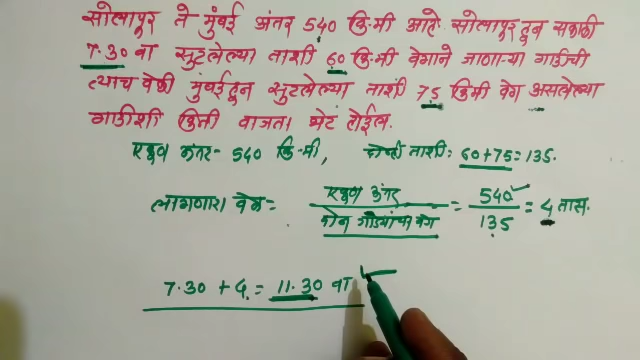 सोलापूर ते मुंबई अंतर 540 कि·मी आहे. सोलापूर हून सकाळी
7.30 वा सुटलेल्या ताशी 60 कि·मी वेगाने जाणाऱ्या गाडीची
त्याच वेळी मुंबई हून सुटलेल्या ताशी 75 किमी वेग असलेल्या
गाडीशी किती वाजता भेट होईल.
एकूण अंतर - 540 कि-मी, दोन्ही ताशी: 60+75=135.
लागणारा वेळ = एकूण अंतर / दोन गाड्यांचा वेग = 540 / 135 = 4 तास.
7.30 + 4 = 11.30 वा